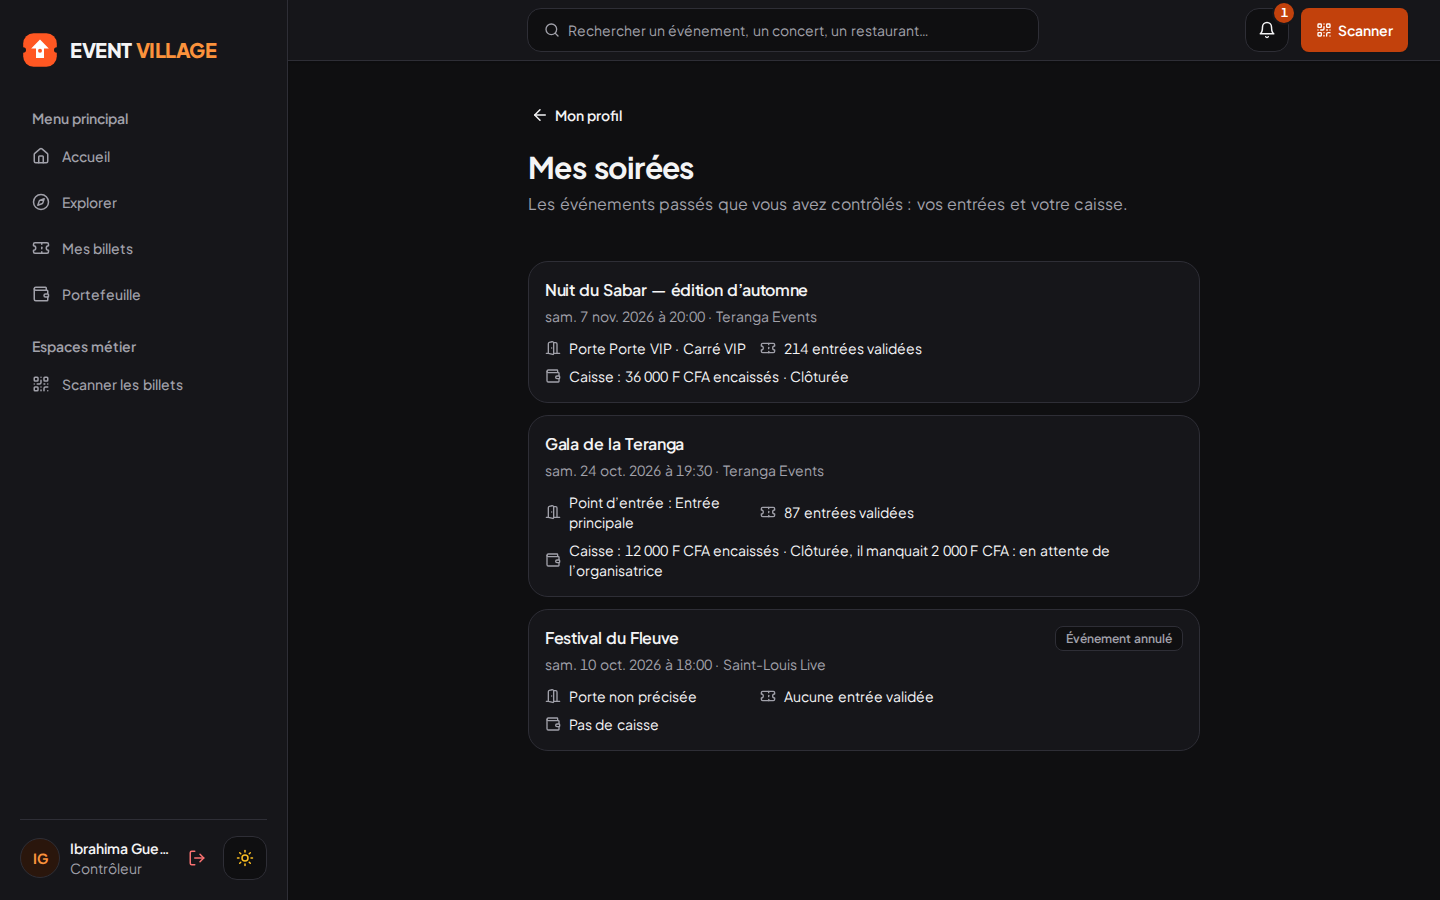 EVENT VILLAGE
Rechercher un événement, un concert, un restaurant…
1
Scanner
Menu principal
Accueil
Explorer
Mes billets
Portefeuille
Espaces métier
Scanner les billets
Mon profil
Mes soirées
Les événements passés que vous avez contrôlés : vos entrées et votre caisse.
Nuit du Sabar — édition d’automne
sam. 7 nov. 2026 à 20:00 · Teranga Events
Porte Porte VIP · Carré VIP
214 entrées validées
Caisse : 36 000 F CFA encaissés · Clôturée
Gala de la Teranga
sam. 24 oct. 2026 à 19:30 · Teranga Events
Point d’entrée : Entrée
principale
87 entrées validées
Caisse : 12 000 F CFA encaissés · Clôturée, il manquait 2 000 F CFA : en attente de
l’organisatrice
Festival du Fleuve
Événement annulé
sam. 10 oct. 2026 à 18:00 · Saint-Louis Live
Porte non précisée
Aucune entrée validée
Pas de caisse
IG
Ibrahima Gue…
Contrôleur